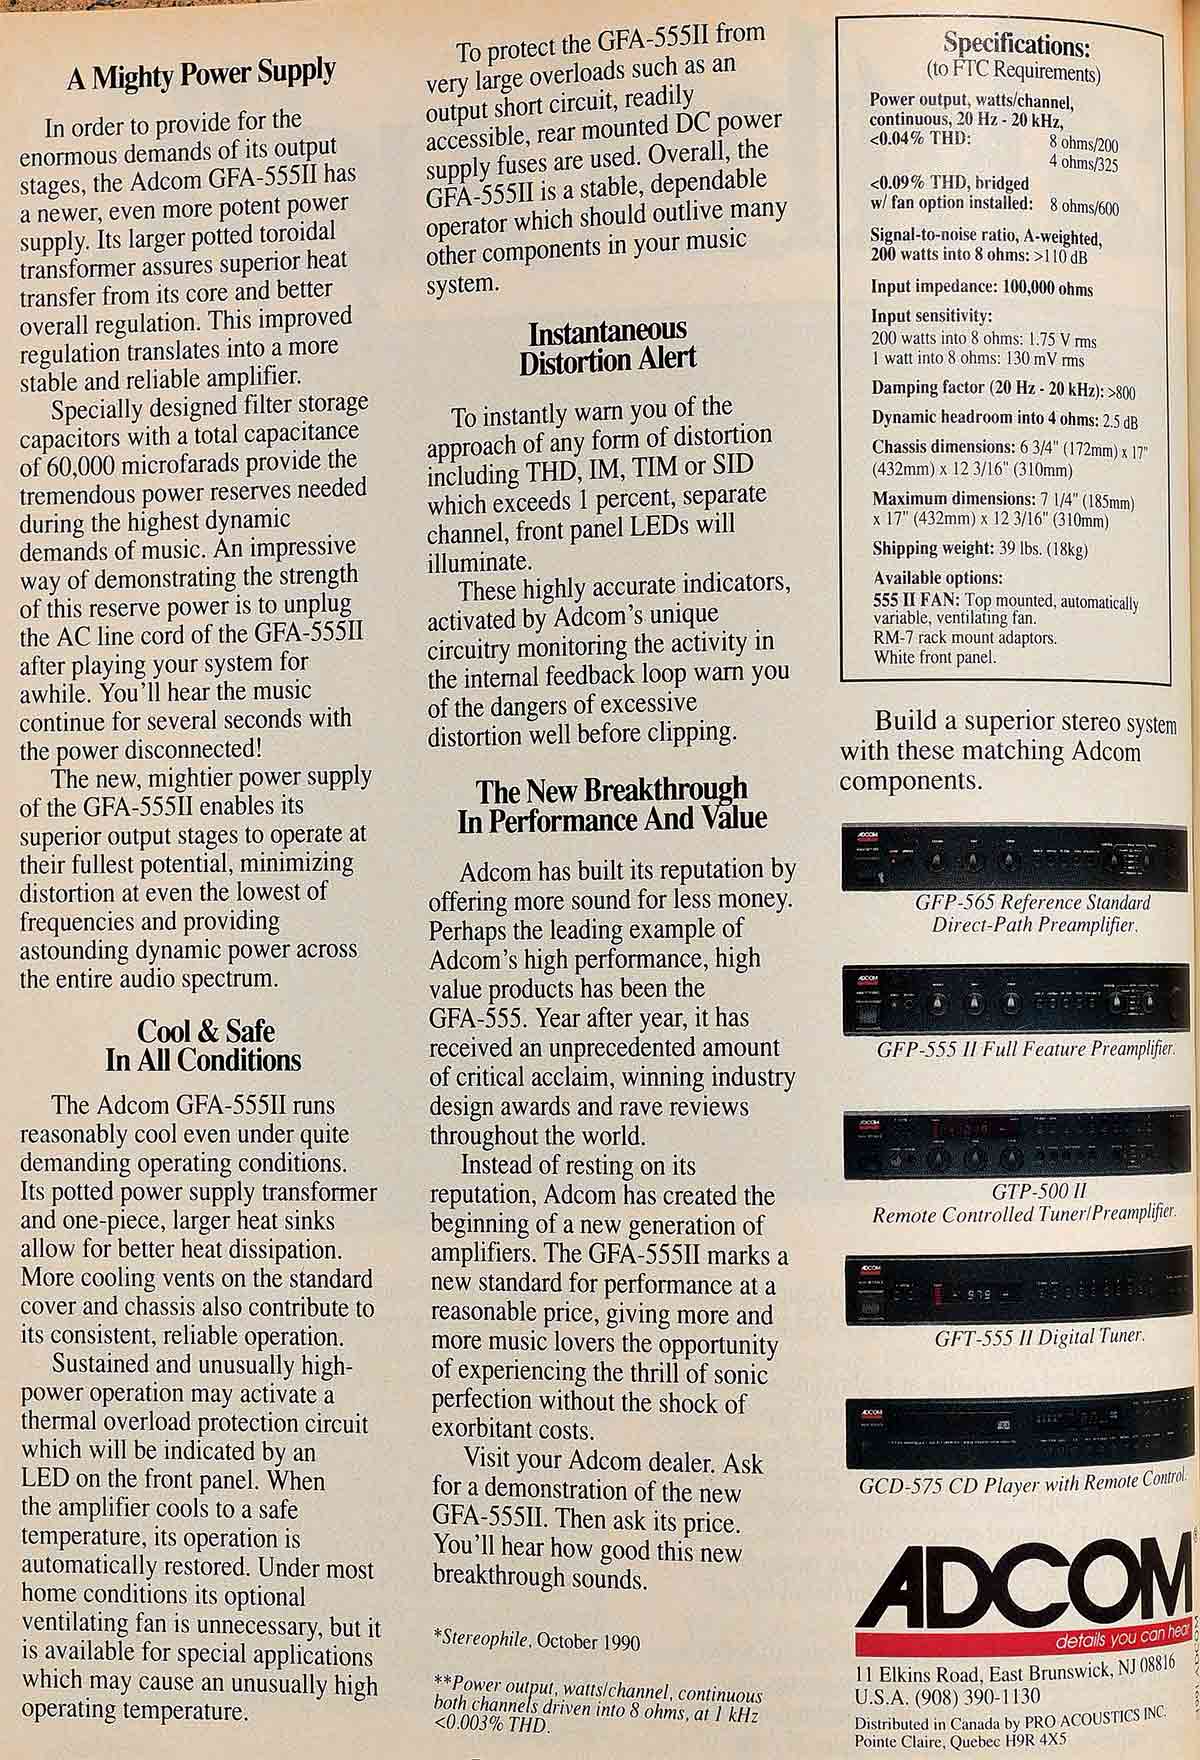 A Mighty Power Supply
In order to provide for the
enormous demands of its output
stages, the Adcom GFA-555II has
a newer, even more potent power
supply. Its larger potted toroidal
transformer assures superior heat
transfer from its core and better
overall regulation. This improved
regulation translates into a more
stable and reliable amplifier.
Specially designed filter storage
capacitors with a total capacitance
of 60,000 microfarads provide the
tremendous power reserves needed
during the highest dynamic
demands of music. An impressive
way of demonstrating the strength
of this reserve power is to unplug
the AC line cord of the GFA-555II
after playing your system for
awhile. You'll hear the music
continue for several seconds with
the power disconnected!
The new, mightier power supply
of the GFA-555II enables its
superior output stages to operate at
their fullest potential, minimizing
distortion at even the lowest of
frequencies and providing
astounding dynamic power across
the entire audio spectrum.
Cool & Safe
In All Conditions
The Adcom GFA-555II runs
reasonably cool even under quite
demanding operating conditions.
Its potted power supply transformer
and one-piece, larger heat sinks
allow for better heat dissipation.
More cooling vents on the standard
cover and chassis also contribute to
its consistent, reliable operation.
Sustained and unusually high-
power operation may activate a
thermal overload protection circuit
which will be indicated by an
LED on the front panel. When
the amplifier cools to a safe
temperature, its operation is
automatically restored. Under most
home conditions its optional
ventilating fan is unnecessary, but it
is available for special applications
which may cause an unusually high
operating temperature.
To protect the GFA-555II from
very large overloads such as an
output short circuit, readily
accessible, rear mounted DC power
supply fuses are used. Overall, the
GFA-555II is a stable, dependable
operator which should outlive many
other components in your music
system.
Instantaneous
Distortion Alert
To instantly warn you of the
approach of any form of distortion
including THD, IM, TIM or SID
which exceeds 1 percent, separate
channel, front panel LEDs will
illuminate.
These highly accurate indicators,
activated by Adcom's unique
circuitry monitoring the activity in
the internal feedback loop warn you
of the dangers of excessive
distortion well before clipping.
The New Breakthrough
In Performance And Value
Adcom has built its reputation by
offering more sound for less money.
Perhaps the leading example of
Adcom's high performance, high
value products has been the
GFA-555. Year after year, it has
received an unprecedented amount
of critical acclaim, winning industry
design awards and rave reviews
throughout the world.
Instead of resting on its
reputation, Adcom has created the
beginning of a new generation of
amplifiers. The GFA-555II marks a
new standard for performance at a
reasonable price, giving more and
more music lovers the opportunity
of experiencing the thrill of sonic
perfection without the shock of
exorbitant costs.
Visit your Adcom dealer. Ask
for a demonstration of the new
GFA-555II. Then ask its price.
You'll hear how good this new
breakthrough sounds.
*Stereophile, October 1990
**Power output, watts/channel, continuous
both channels driven into 8 ohms, at 1 kHz
<0.003% THD.
Specifications:
(to FTC Requirements)
Power output, watts/channel,
continuous, 20 Hz - 20 kHz,
<0.04% THD: 8 ohms/200
4 ohms/325
<0.09% THD, bridged
w/ fan option installed: 8 ohms/600
Signal-to-noise ratio, A-weighted,
200 watts into 8 ohms: >110 dB
Input impedance: 100,000 ohms
Input sensitivity:
200 watts into 8 ohms: 1.75 V rms
1 watt into 8 ohms: 130 mV rms
Damping factor (20 Hz - 20 kHz): >800
Dynamic headroom into 4 ohms: 2.5 dB
Chassis dimensions: 6 3/4" (172mm) x 17"
(432mm) x 12 3/16" (310mm)
Maximum dimensions: 7 1/4" (185mm)
x 17" (432mm) x 12 3/16" (310mm)
Shipping weight: 39 lbs. (18kg)
Available options:
555 II FAN: Top mounted, automatically
variable, ventilating fan.
RM-7 rack mount adaptors.
White front panel.
Build a superior stereo system
with these matching Adcom
components.
ADCOM
GFP-565 Reference Standard
Direct-Path Preamplifier.
ADCOM
GFP-555 II Full Feature Preamplifier.
ADCOM
GTP-500 II
Remote Controlled Tuner/Preamplifier.
ADCOM
GFT-555 II Digital Tuner.
ADCOM
GCD-575 CD Player with Remote Control.
ADCOM®
details you can hear
11 Elkins Road, East Brunswick, NJ 08816
U.S.A. (908) 390-1130
Distributed in Canada by PRO ACOUSTICS INC.
Pointe Claire, Quebec H9R 4X5
ADCOM